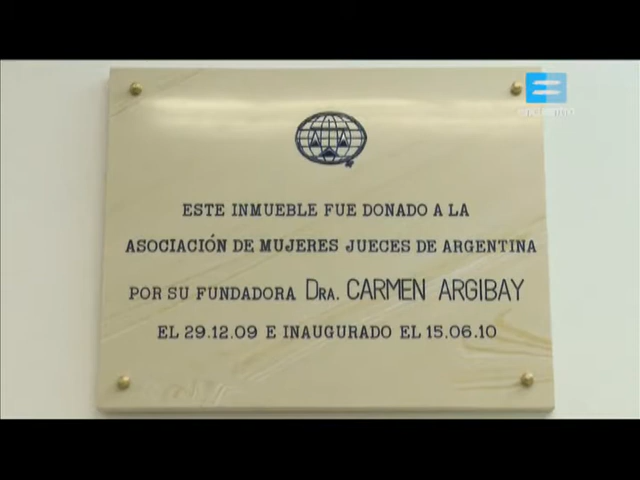 ESTE INMUEBLE FUE DONADO A LA
ASOCIACIÓN DE MUJERES JUECES DE ARGENTINA
POR SU FUNDADORA DRA. CARMEN ARGIBAY
EL 29.12.09 E INAUGURADO EL 15.06.10